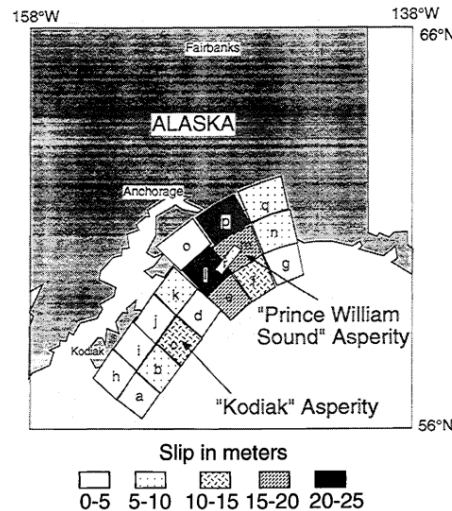 158°W 138°W
66°N
Fairbanks
ALASKA
Anchorage
p q
o n
l g
k e
j d
i c
Kodiak
h b
a
"Prince William
Sound" Asperity
"Kodiak" Asperity
56°N
Slip in meters
0-5 5-10 10-15 15-20 20-25